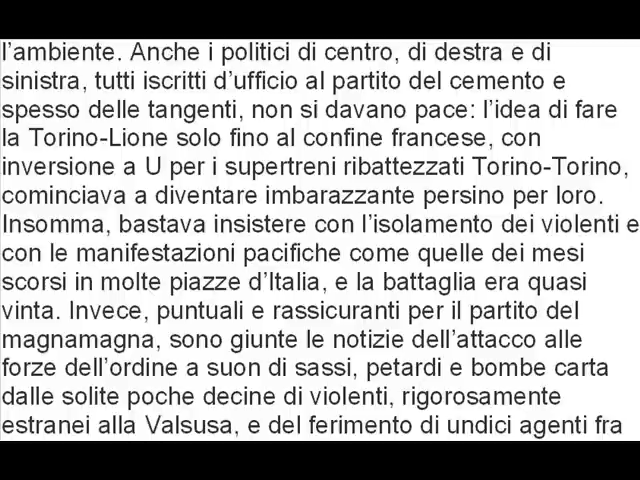 l’ambiente. Anche i politici di centro, di destra e di
sinistra, tutti iscritti d’ufficio al partito del cemento e
spesso delle tangenti, non si davano pace: l’idea di fare
la Torino-Lione solo fino al confine francese, con
inversione a U per i supertreni ribattezzati Torino-Torino,
cominciava a diventare imbarazzante persino per loro.
Insomma, bastava insistere con l’isolamento dei violenti e
con le manifestazioni pacifiche come quelle dei mesi
scorsi in molte piazze d’Italia, e la battaglia era quasi
vinta. Invece, puntuali e rassicuranti per il partito del
magnamagna, sono giunte le notizie dell’attacco alle
forze dell’ordine a suon di sassi, petardi e bombe carta
dalle solite poche decine di violenti, rigorosamente
estranei alla Valsusa, e del ferimento di undici agenti fra